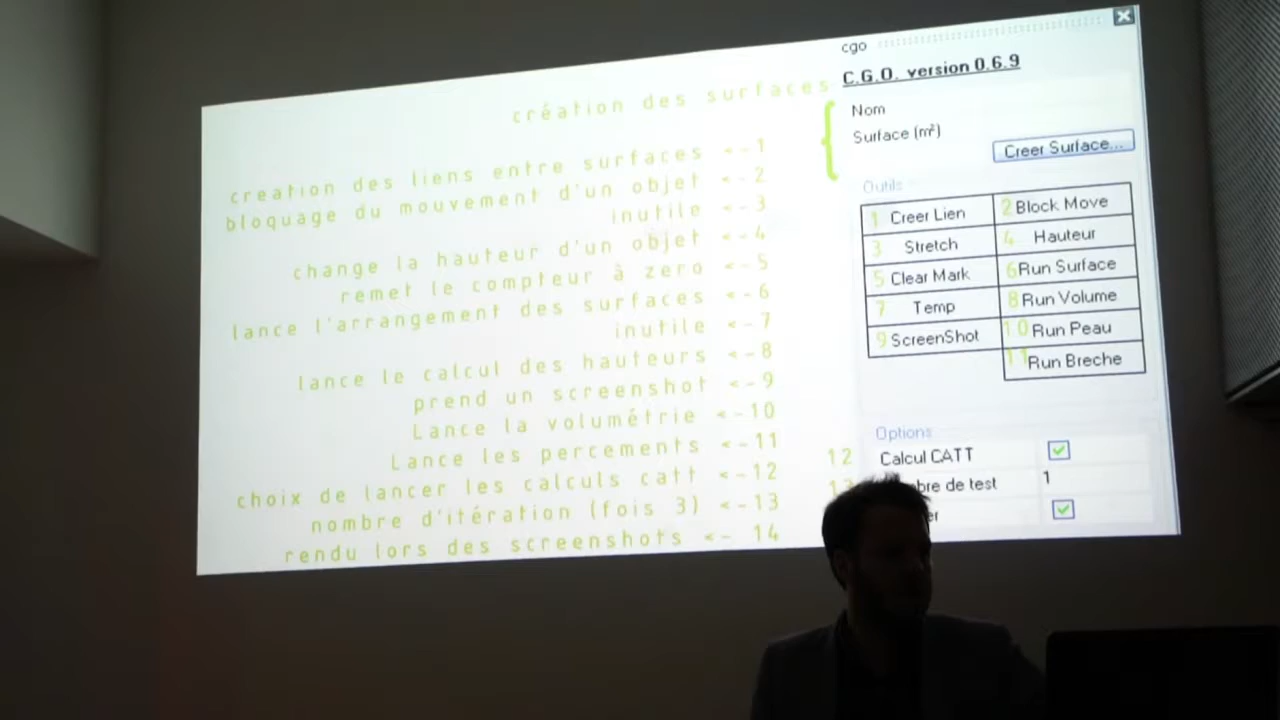 création des surfaces
creation des liens entre surfaces <-1
bloquage du mouvement d'un objet <-2
inutile <-3
change la hauteur d'un objet <-4
remet le compteur à zero <-5
lance l'arrangement des surfaces <-6
inutile <-7
lance le calcul des hauteurs <-8
prend un screenshot <-9
Lance la volumétrie <-10
Lance les percements <-11
choix de lancer les calculs catt <-12
nombre d'itération (fois 3) <-13
rendu lors des screenshots <- 14
cgo
C.G.O. version 0.6.9
Nom
Surface (m²)
Creer Surface...
Outils
1 Creer Lien 2 Block Move
3 Stretch 4 Hauteur
5 Clear Mark 6 Run Surface
7 Temp 8 Run Volume
9 ScreenShot 10 Run Peau
11 Run Breche
Options
12 Calcul CATT
de test 1